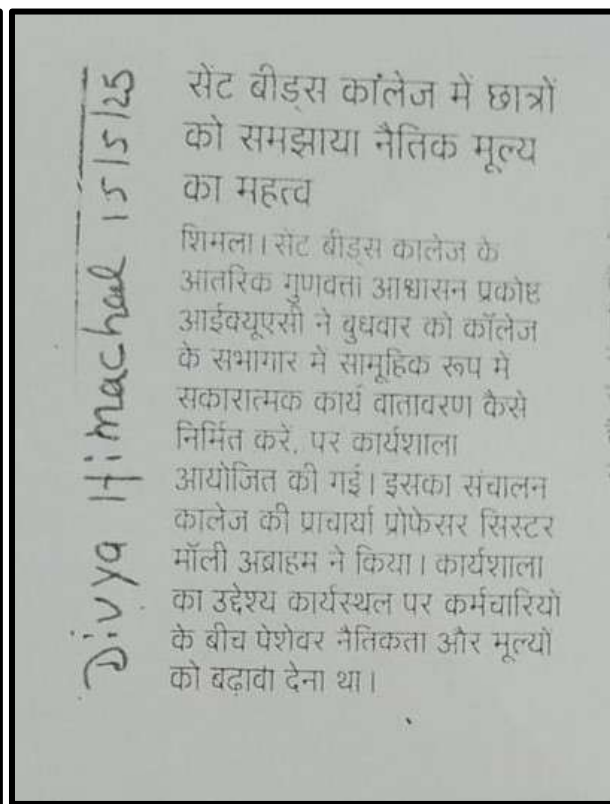 Divya Himachal 15/5/25
सेंट बीड्स कॉलेज में छात्रों
को समझाया नैतिक मूल्य
का महत्व
शिमला। सेंट बीड्स कालेज के
आंतरिक गुणवत्ता आश्वासन प्रकोष्ठ
आईक्यूएसी ने बुधवार को कॉलेज
के सभागार में सामूहिक रूप में
सकारात्मक कार्य वातावरण कैसे
निर्मित करें, पर कार्यशाला
आयोजित की गई। इसका संचालन
कालेज की प्राचार्या प्रोफेसर सिस्टर
मॉली अब्राहम ने किया। कार्यशाला
का उद्देश्य कार्यस्थल पर कर्मचारियों
के बीच पेशेवर नैतिकता और मूल्यों
को बढ़ावा देना था।